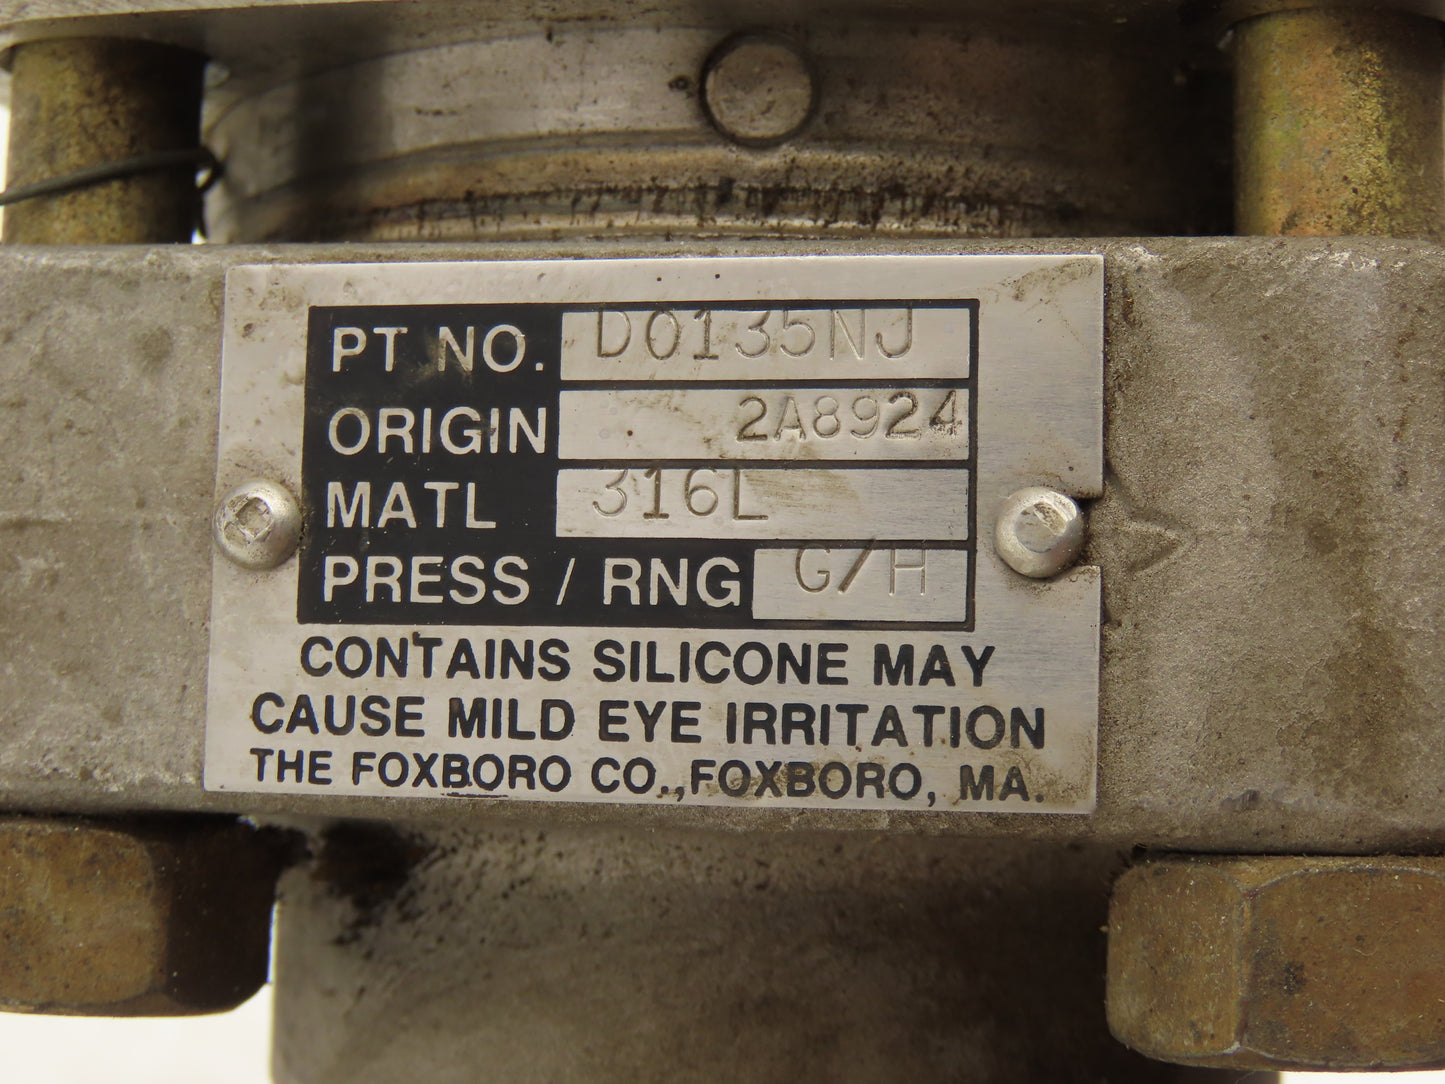 PT NO. D0135NJ
ORIGIN 2A8924
MATL 316L
PRESS / RNG G/H
CONTAINS SILICONE MAY
CAUSE MILD EYE IRRITATION
THE FOXBORO CO., FOXBORO, MA.